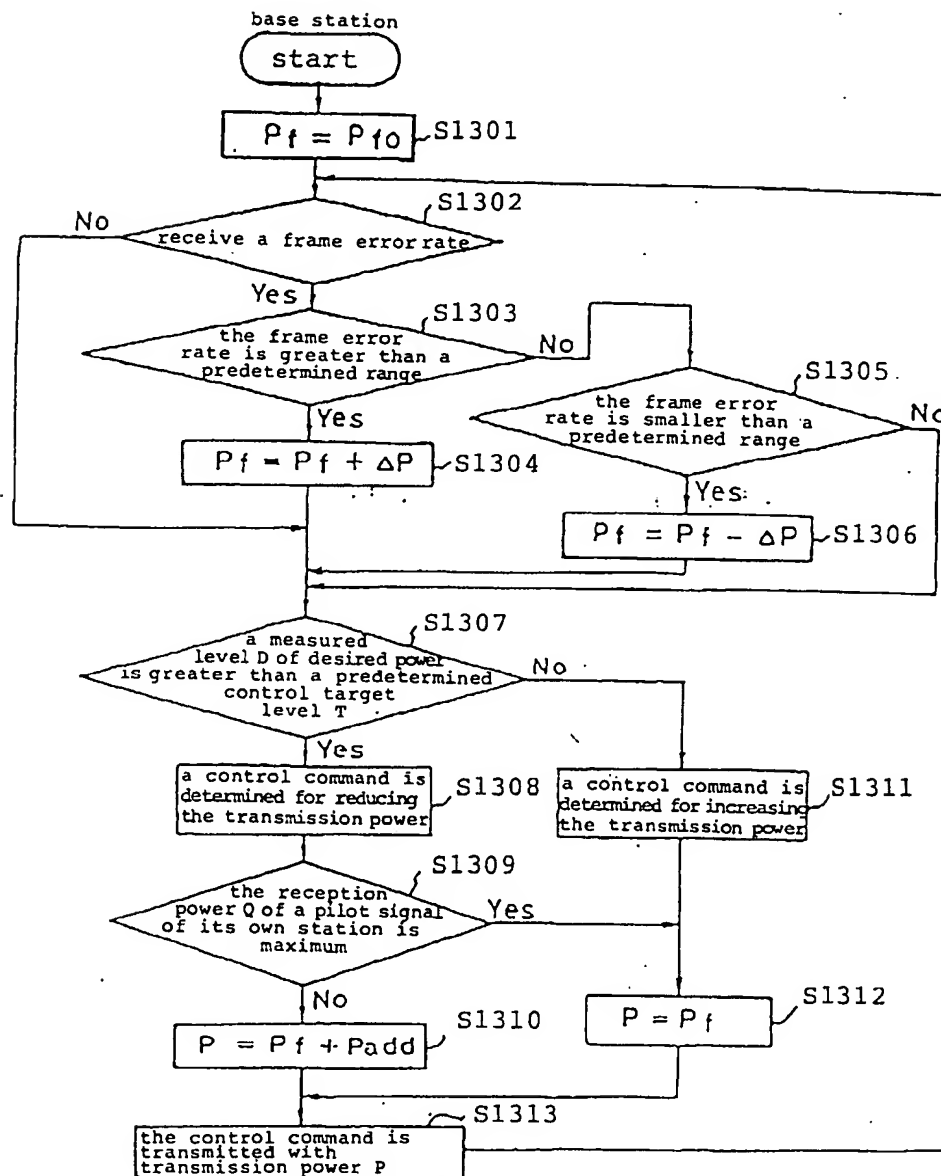 base station
start
Pf = Pf0
S1301
S1302
No
receive a frame error rate
Yes
S1303
the frame error
rate is greater than a
predetermined range
No
S1305
the frame error
rate is smaller than a
predetermined range
No
Yes
Pf = Pf + ΔP
S1304
Yes
Pf = Pf - ΔP
S1306
S1307
a measured
level D of desired power
is greater than a predetermined
control target
level T
No
Yes
a control command is
determined for reducing
the transmission power
S1308
a control command is
determined for increasing
the transmission power
S1311
S1309
the reception
power Q of a pilot signal
of its own station is
maximum
Yes
No
P = Pf + Padd
S1310
P = Pf
S1312
S1313
the control command is
transmitted with
transmission power P